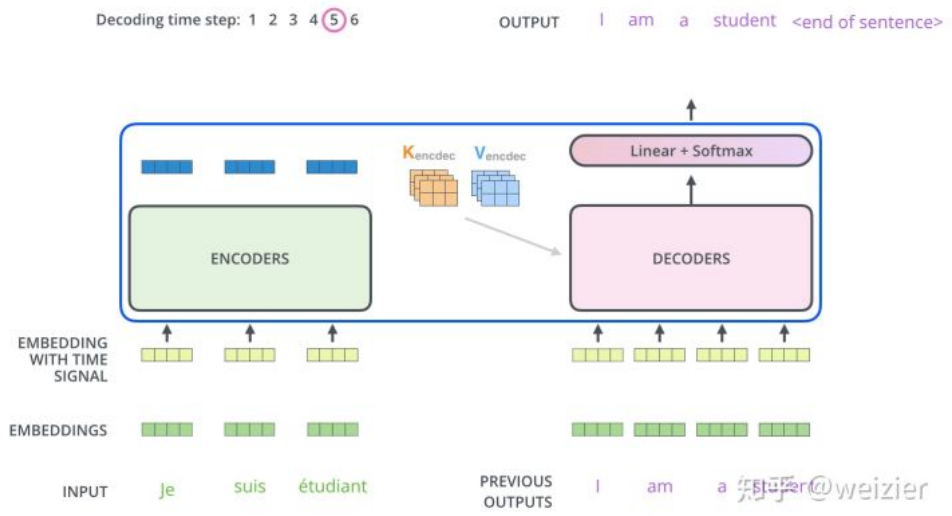 Decoding time step: 1 2 3 4 5 6
OUTPUT I am a student <end of sentence>
Kencdec Vencdec
Linear + Softmax
ENCODERS
DECODERS
EMBEDDING
WITH TIME
SIGNAL
EMBEDDINGS
INPUT Je suis étudiant
PREVIOUS
OUTPUTS
I am a student
知乎 @weizier